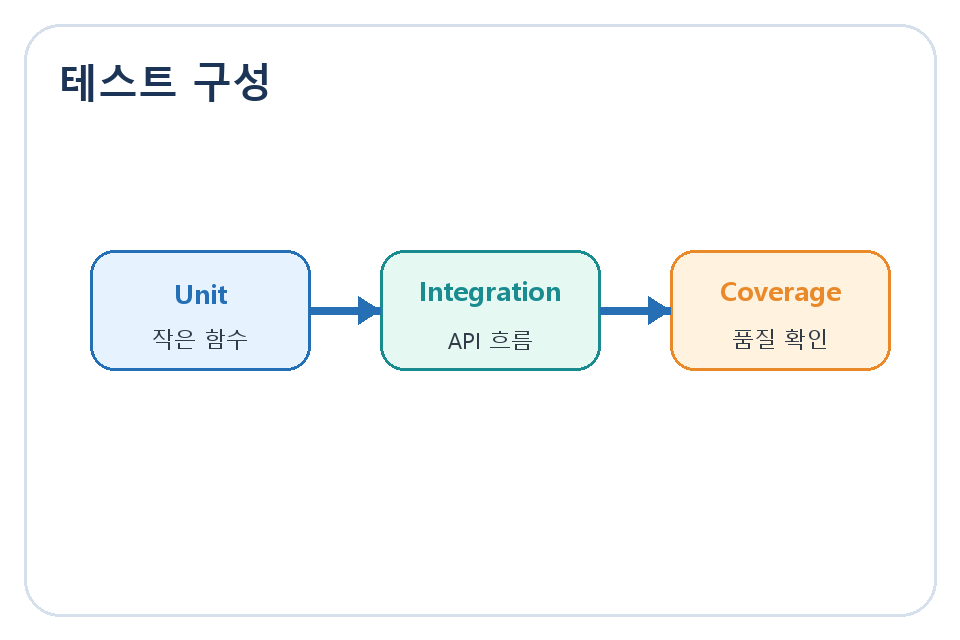 테스트 구성
Unit
작은 함수
Integration
API 흐름
Coverage
품질 확인